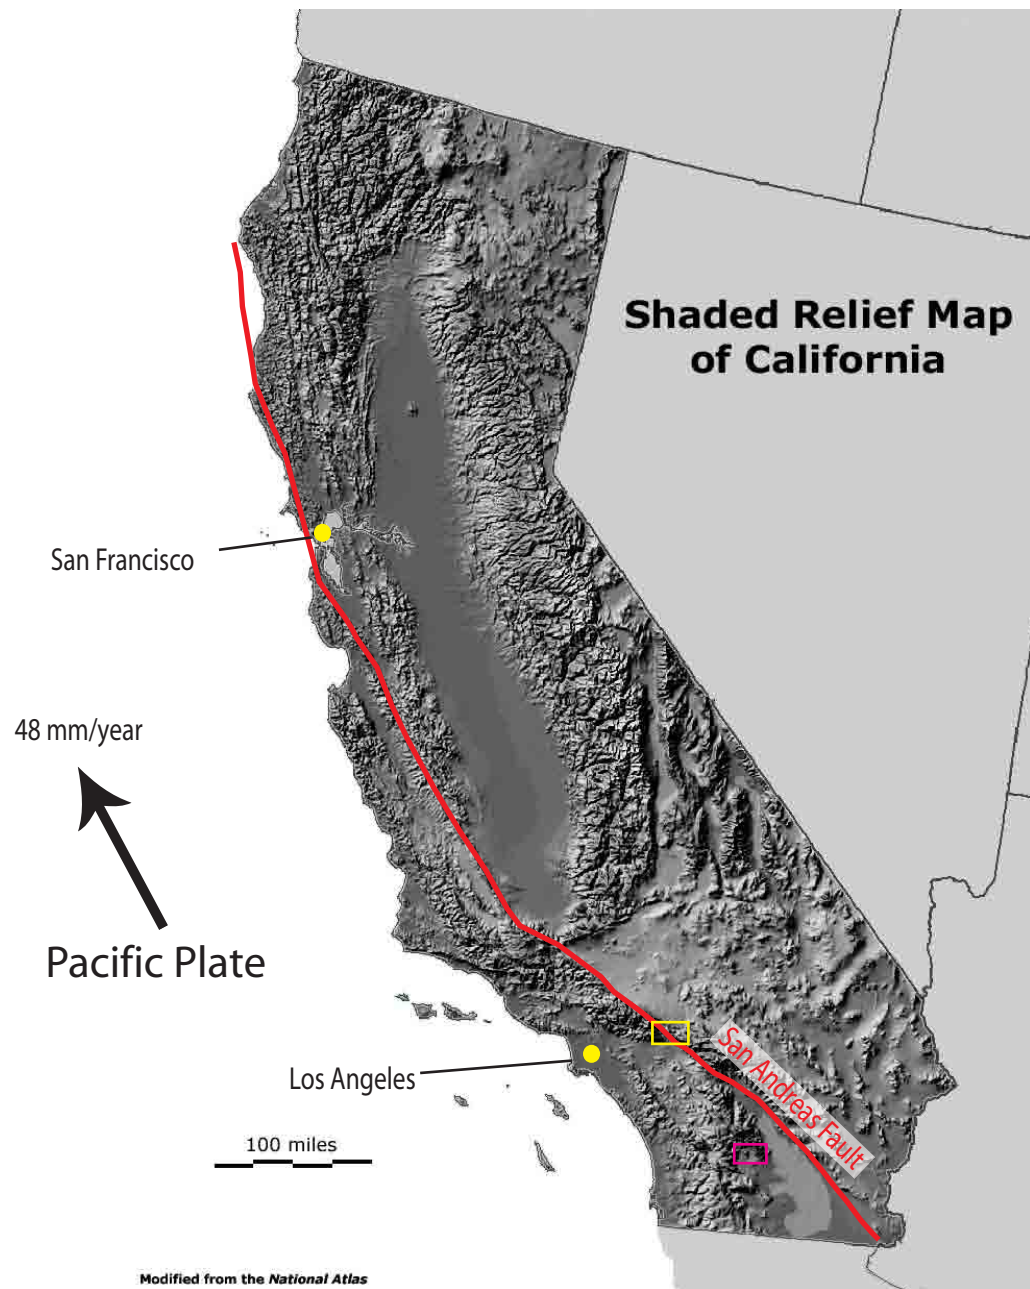 Shaded Relief Map
of California
San Francisco
48 mm/year
Pacific Plate
San Andreas Fault
Los Angeles
100 miles
Modified from the National Atlas